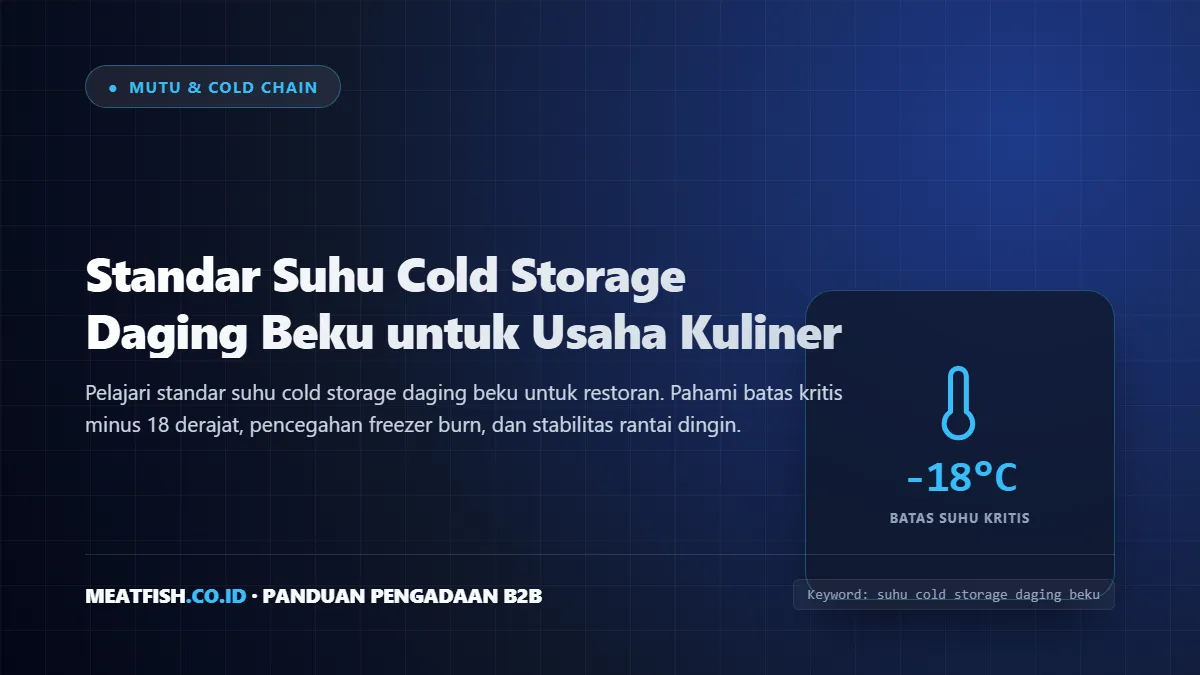 • MUTU & COLD CHAIN
Standar Suhu Cold Storage
Daging Beku untuk Usaha Kuliner
Pelajari standar suhu cold storage daging beku untuk restoran. Pahami batas kritis
minus 18 derajat, pencegahan freezer burn, dan stabilitas rantai dingin.
-18°C
BATAS SUHU KRITIS
MEATFISH.CO.ID · PANDUAN PENGADAAN B2B
Keyword: suhu cold storage daging beku